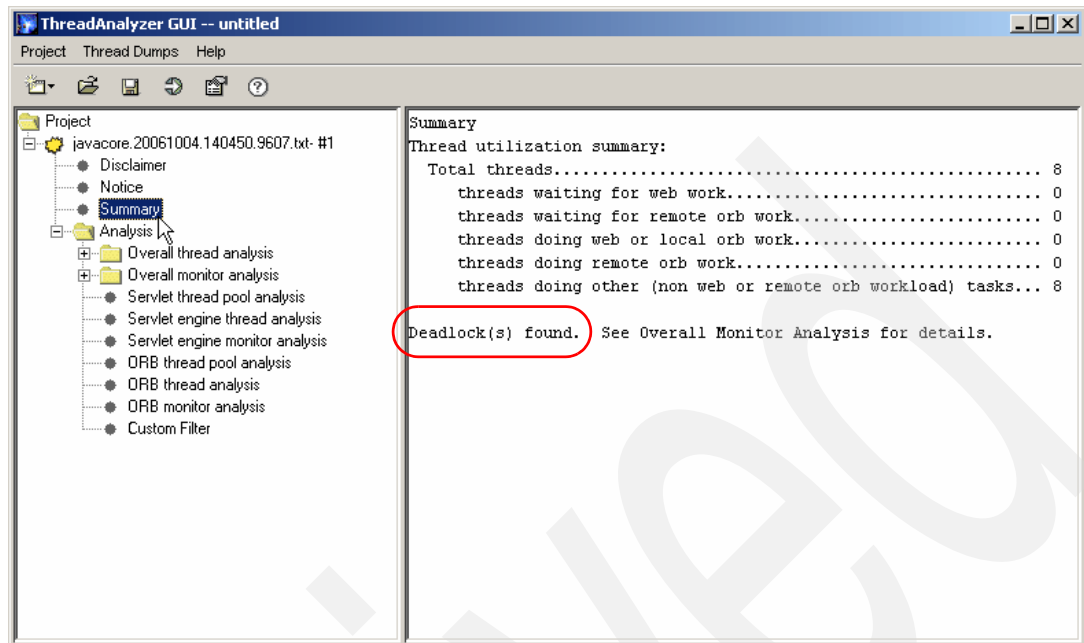 ThreadAnalyzer GUI -- untitled
Project Thread Dumps Help
Project
javacore.20061004.140450.9607.txt- #1
Disclaimer
Notice
Summary
Analysis
Overall thread analysis
Overall monitor analysis
Servlet thread pool analysis
Servlet engine thread analysis
Servlet engine monitor analysis
ORB thread pool analysis
ORB thread analysis
ORB monitor analysis
Custom Filter
Summary
Thread utilization summary:
Total threads................................................. 8
threads waiting for web work................................ 0
threads waiting for remote orb work......................... 0
threads doing web or local orb work......................... 0
threads doing remote orb work............................... 0
threads doing other (non web or remote orb workload) tasks... 8
Deadlock(s) found. See Overall Monitor Analysis for details.